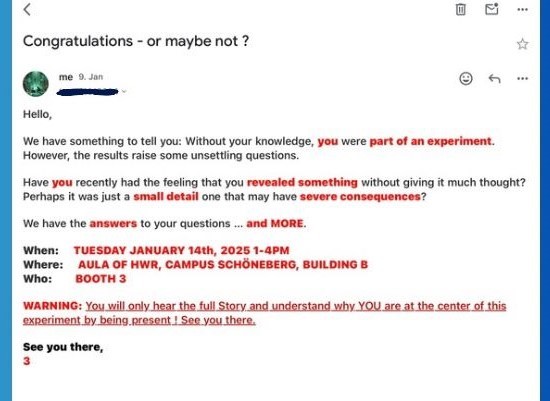 Congratulations - or maybe not ?
me 9. Jan
Hello,
We have something to tell you: Without your knowledge, you were part of an experiment.
However, the results raise some unsettling questions.
Have you recently had the feeling that you revealed something without giving it much thought?
Perhaps it was just a small detail one that may have severe consequences?
We have the answers to your questions ... and MORE.
When: TUESDAY JANUARY 14th, 2025 1-4PM
Where: AULA OF HWR, CAMPUS SCHÖNEBERG, BUILDING B
Who: BOOTH 3
WARNING: You will only hear the full Story and understand why YOU are at the center of this
experiment by being present ! See you there.
See you there,
3